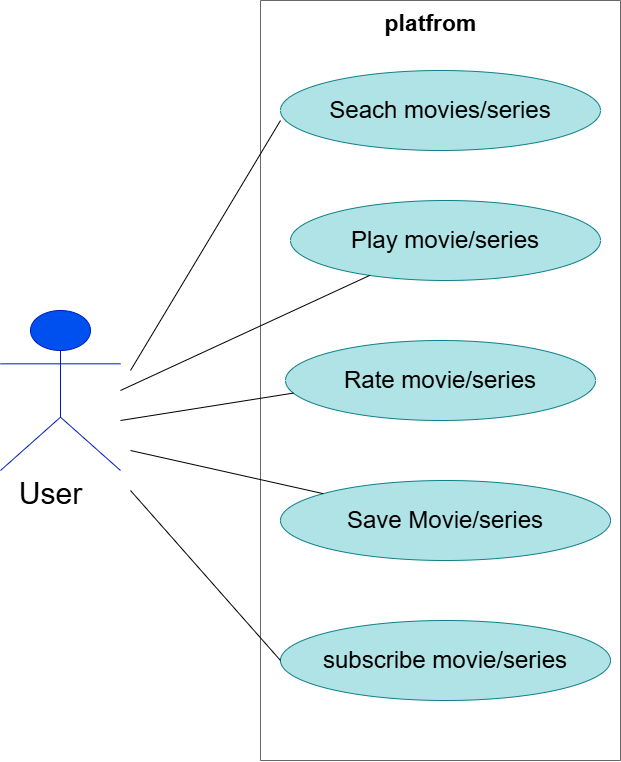 platfrom
Seach movies/series
Play movie/series
Rate movie/series
User
Save Movie/series
subscribe movie/series